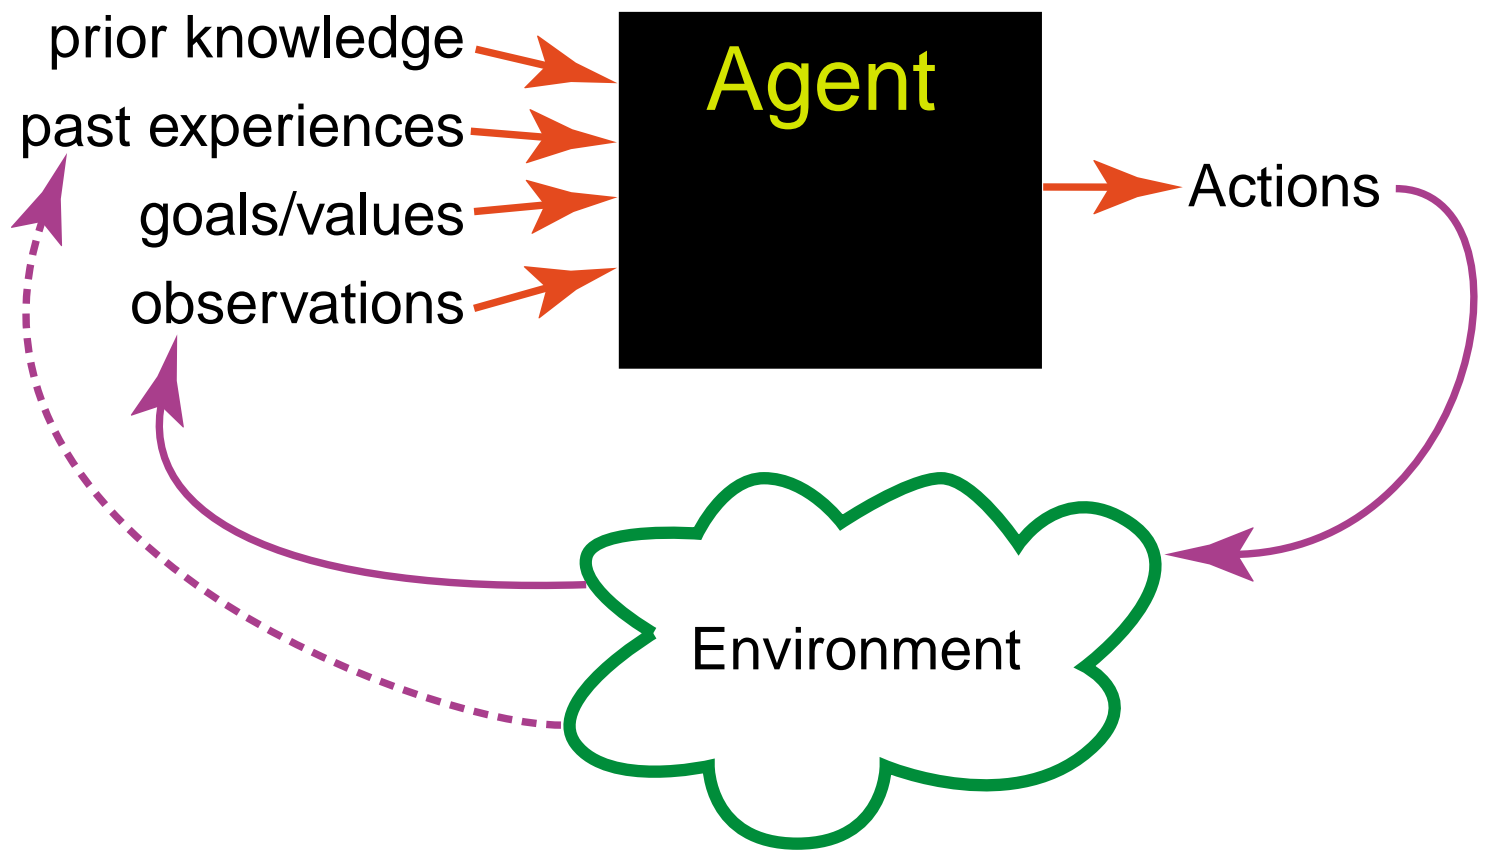 prior knowledge
past experiences
goals/values
observations
Agent
Actions
Environment